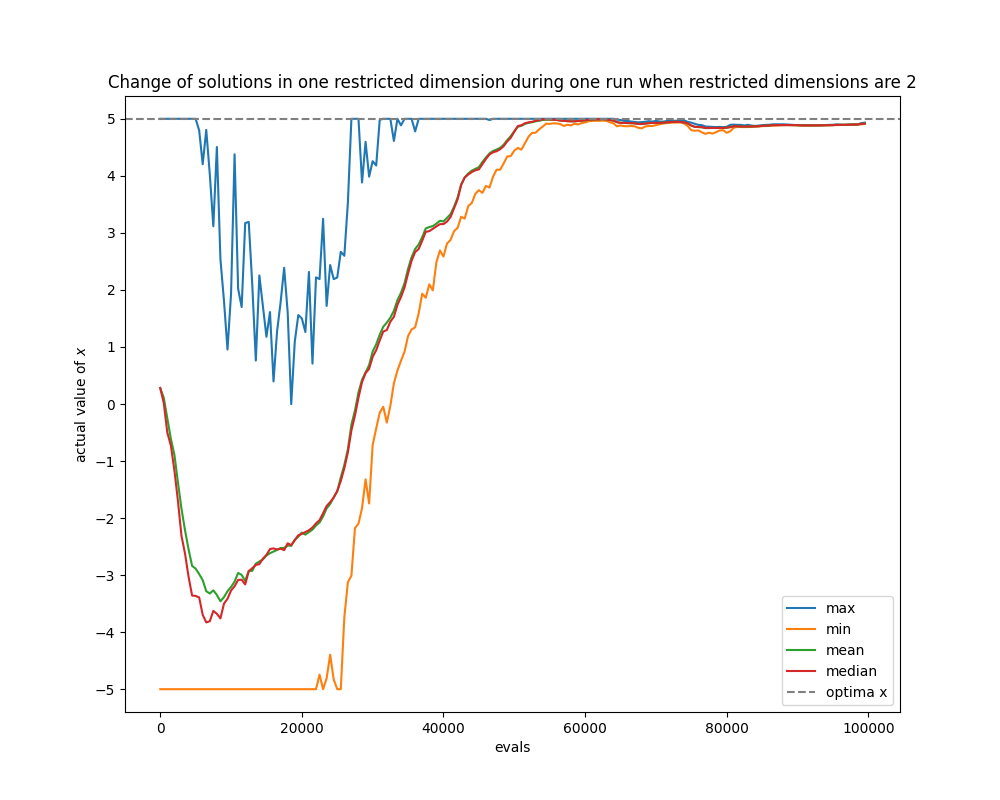 Change of solutions in one restricted dimension during one run when restricted dimensions are 2
actual value of x
5
4
3
2
1
0
−1
−2
−3
−4
−5
0 20000 40000 60000 80000 100000
evals
max
min
mean
median
optima x